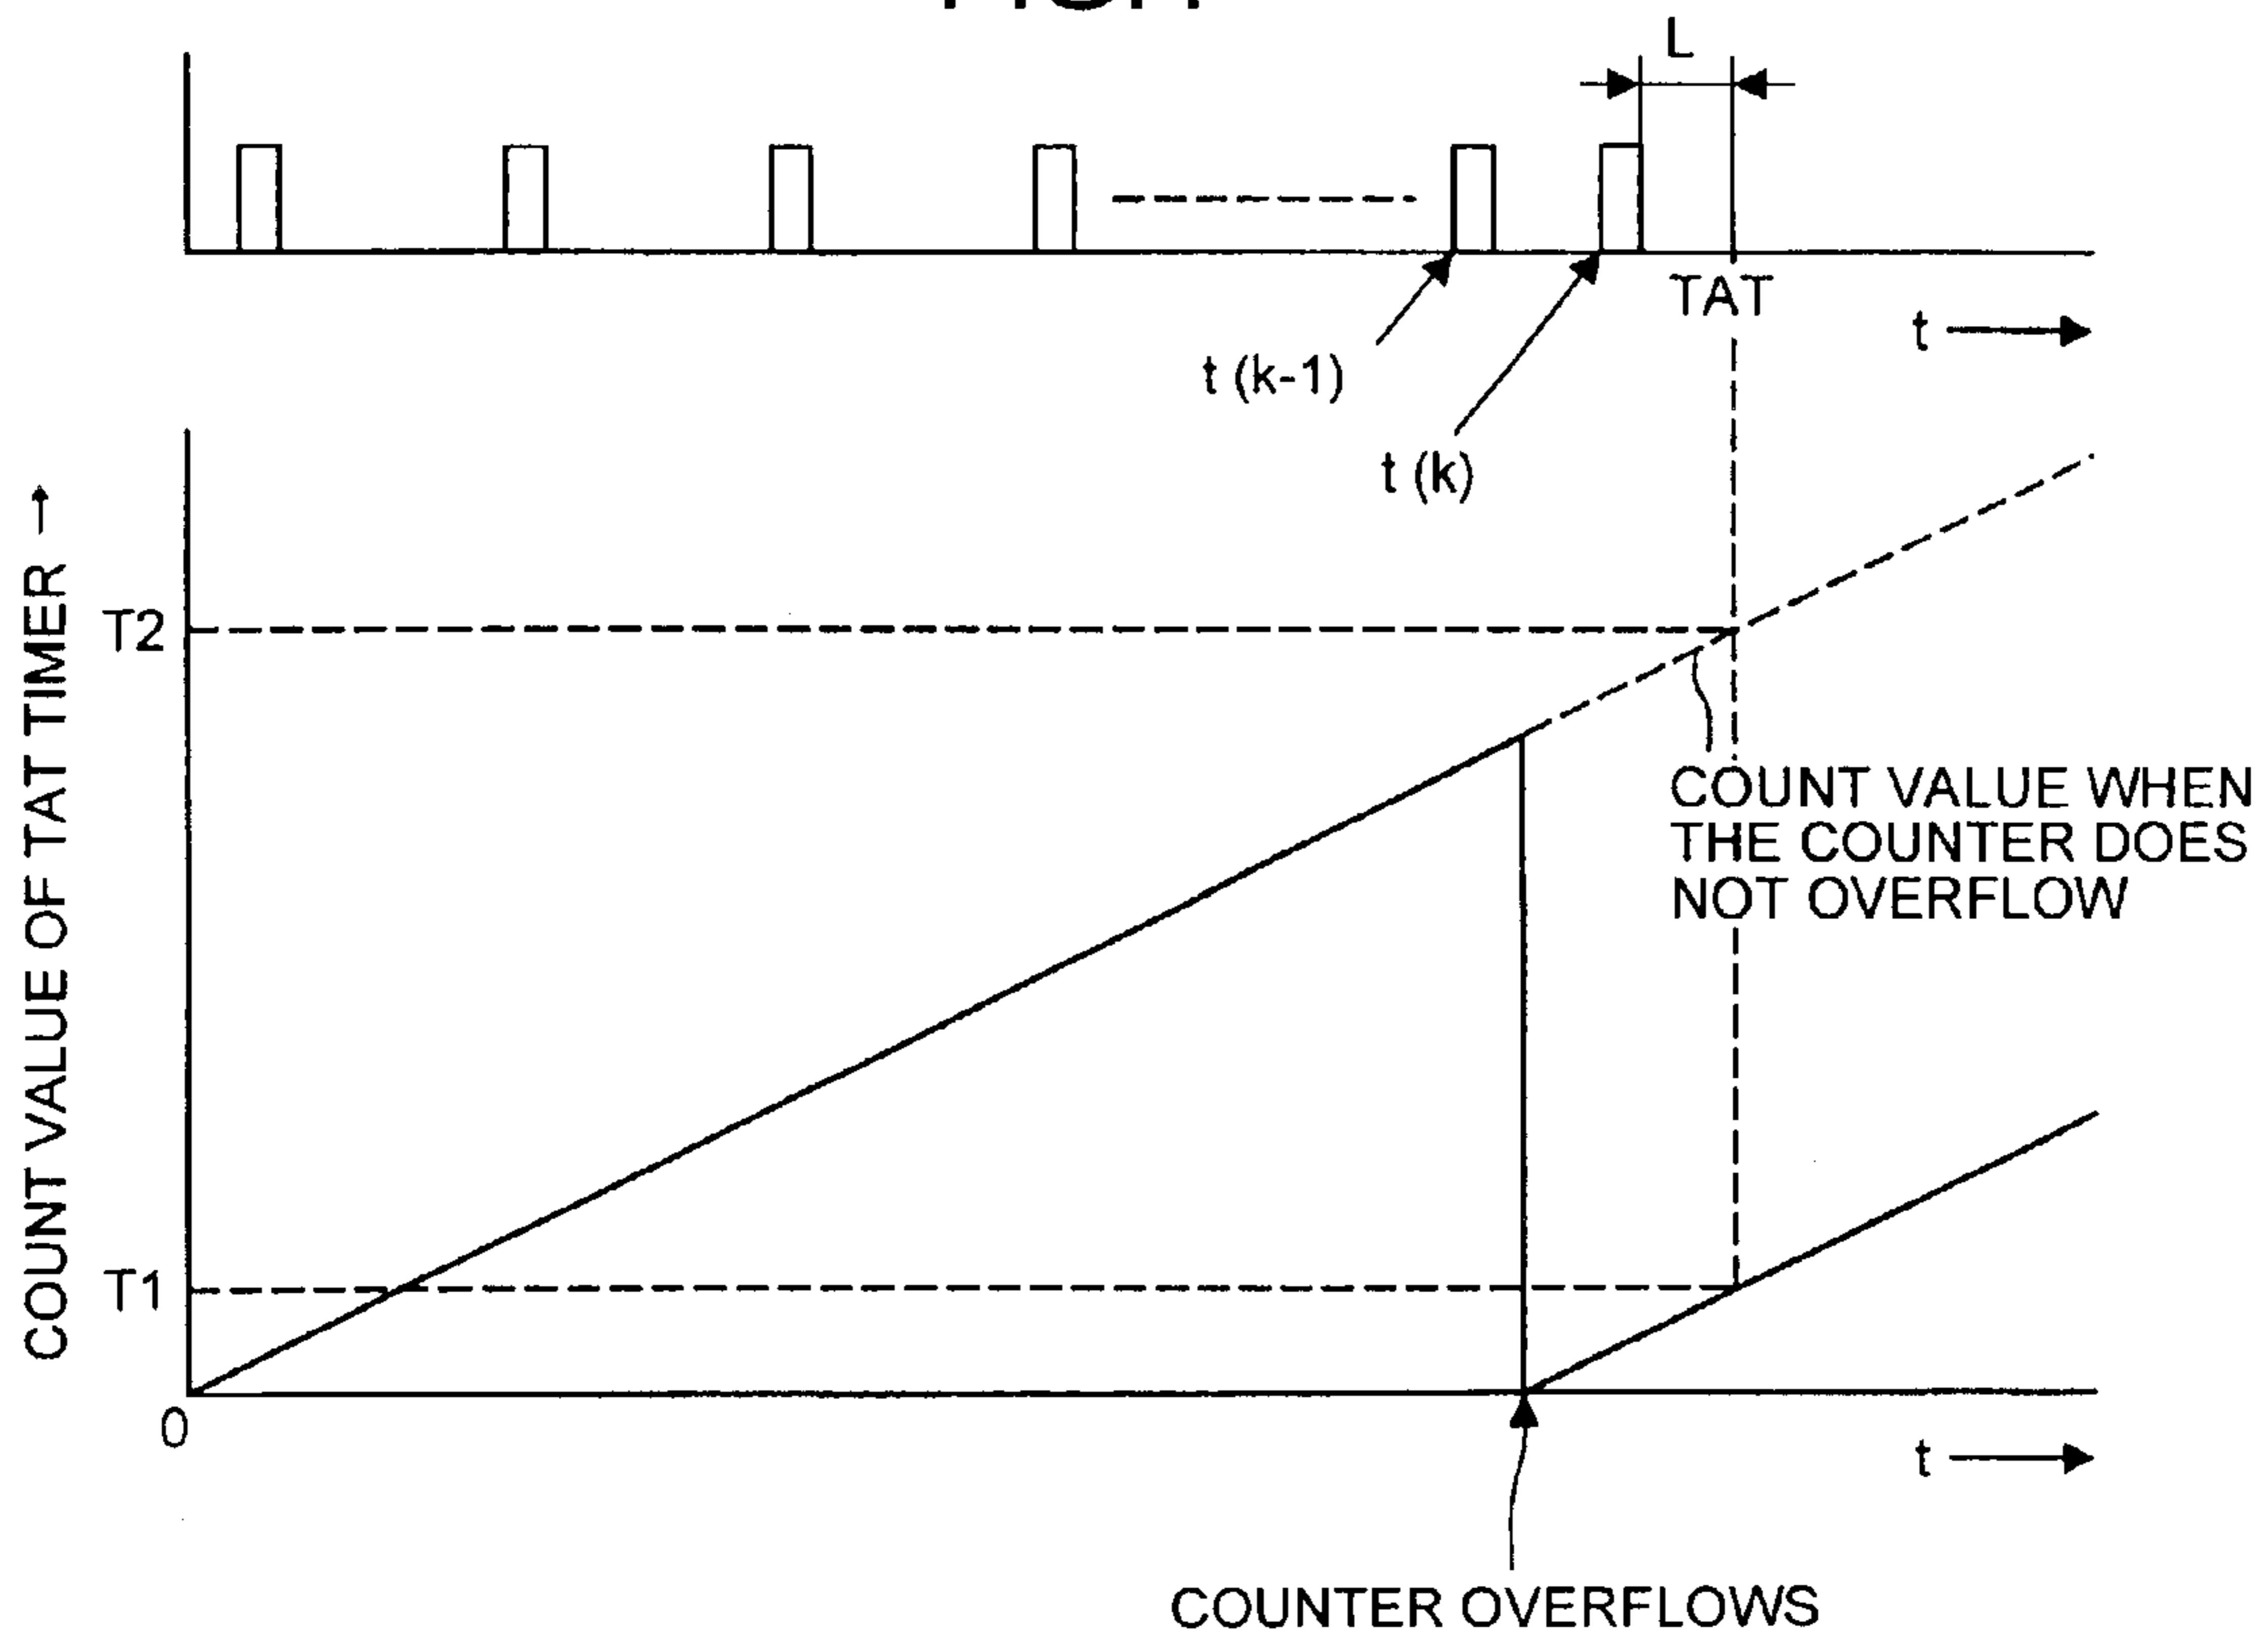 L
TAT
t
t (k-1)
t (k)
COUNT VALUE OF TAT TIMER →
T2
COUNT VALUE WHEN
THE COUNTER DOES
NOT OVERFLOW
T1
0
t
COUNTER OVERFLOWS